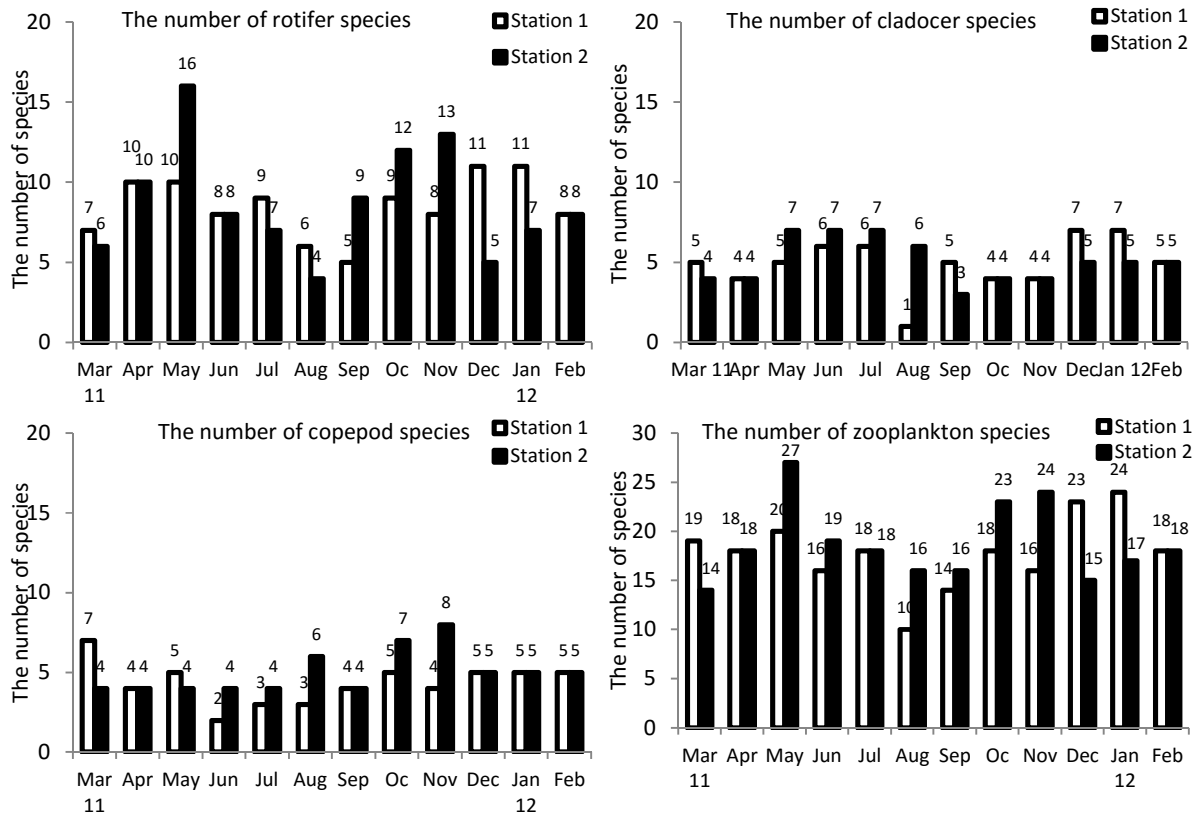 The number of rotifer species
Station 1
Station 2
The number of species
20
15
10
5
0
7 6 10 10 10 16 8 8 9 7 6 4 5 9 9 12 8 13 11 5 11 7 8 8
Mar Apr May Jun Jul Aug Sep Oc Nov Dec Jan Feb
11 12
The number of cladocer species
Station 1
Station 2
The number of species
20
15
10
5
0
5 4 4 4 5 7 6 7 6 7 1 6 5 3 4 4 4 4 7 5 7 5 5 5
Mar 11 Apr May Jun Jul Aug Sep Oc Nov Dec Jan 12 Feb
The number of copepod species
Station 1
Station 2
The number of species
20
15
10
5
0
7 4 4 4 5 4 2 4 3 4 3 6 4 4 5 7 4 8 5 5 5 5 5 5
Mar Apr May Jun Jul Aug Sep Oc Nov Dec Jan Feb
11 12
The number of zooplankton species
Station 1
Station 2
The number of species
30
25
20
15
10
5
0
19 14 18 18 20 27 16 19 18 18 10 16 14 16 18 23 16 24 23 15 24 17 18 18
Mar Apr May Jun Jul Aug Sep Oc Nov Dec Jan Feb
11 12